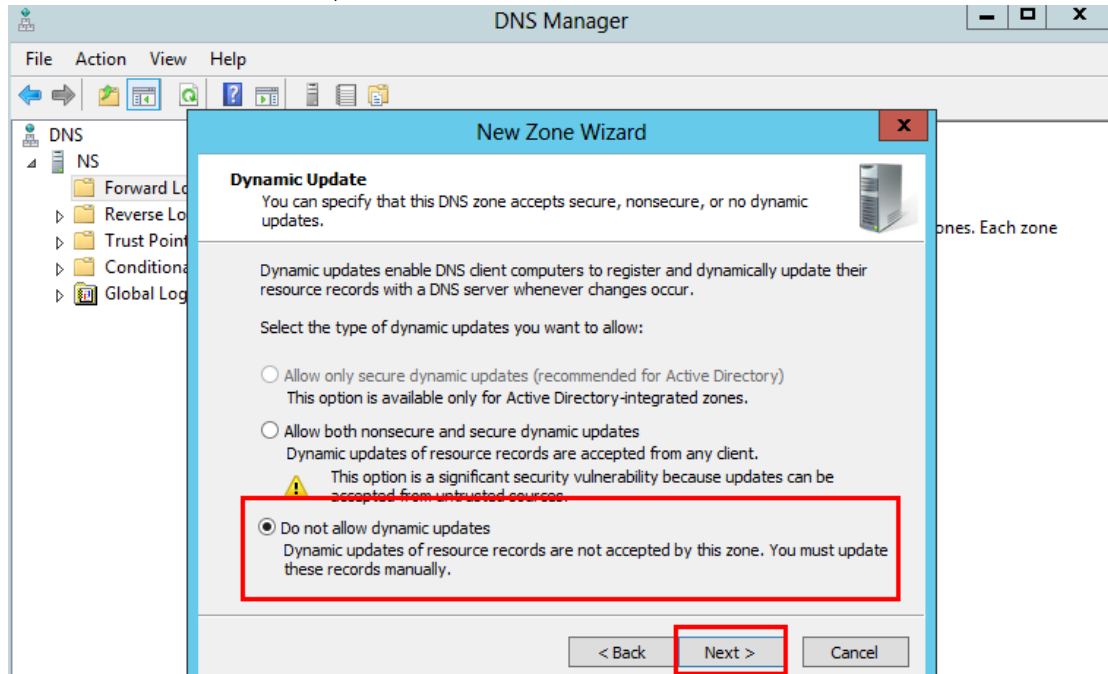 DNS Manager
File Action View Help
DNS
NS
Forward Lo
Reverse Lo
Trust Point
Conditiona
Global Log
ones. Each zone
New Zone Wizard
Dynamic Update
You can specify that this DNS zone accepts secure, nonsecure, or no dynamic
updates.
Dynamic updates enable DNS client computers to register and dynamically update their
resource records with a DNS server whenever changes occur.
Select the type of dynamic updates you want to allow:
Allow only secure dynamic updates (recommended for Active Directory)
This option is available only for Active Directory-integrated zones.
Allow both nonsecure and secure dynamic updates
Dynamic updates of resource records are accepted from any client.
This option is a significant security vulnerability because updates can be
accepted from untrusted sources.
Do not allow dynamic updates
Dynamic updates of resource records are not accepted by this zone. You must update
these records manually.
< Back Next > Cancel